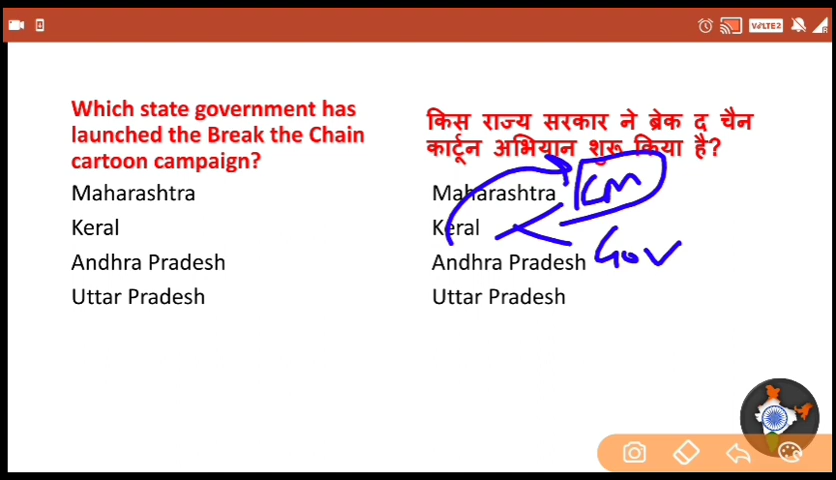 VoLTE2
Which state government has
launched the Break the Chain
cartoon campaign?
Maharashtra
Keral
Andhra Pradesh
Uttar Pradesh
किस राज्य सरकार ने ब्रेक द चैन
कार्टून अभियान शुरू किया है?
Maharashtra
CM
Keral
Gov
Andhra Pradesh
Uttar Pradesh